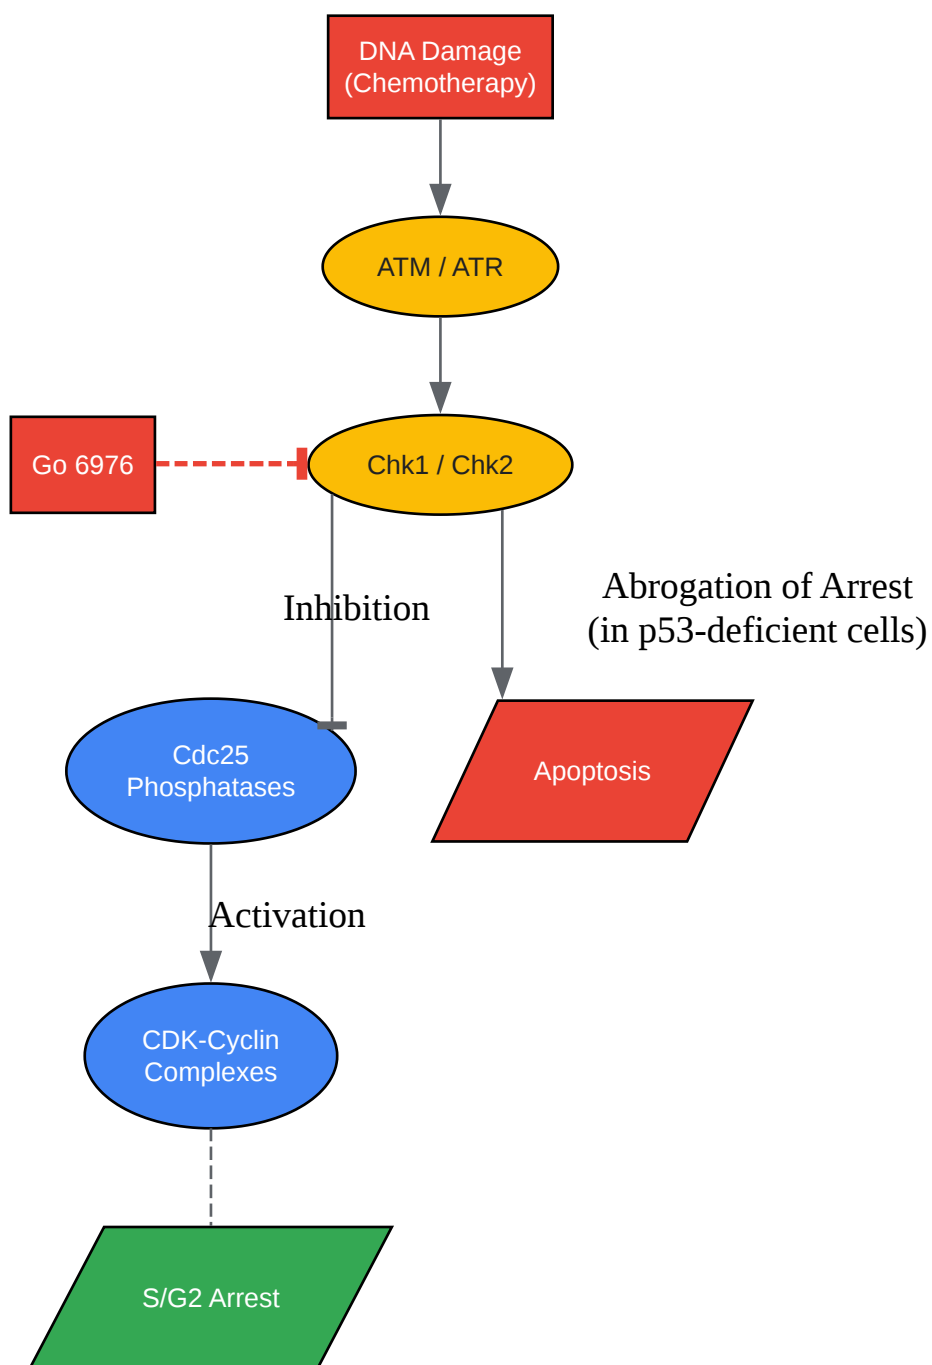 DNA Damage
(Chemotherapy)
ATM / ATR
Go 6976
Chk1 / Chk2
Inhibition
Abrogation of Arrest
(in p53-deficient cells)
Cdc25
Phosphatases
Apoptosis
Activation
CDK-Cyclin
Complexes
S/G2 Arrest